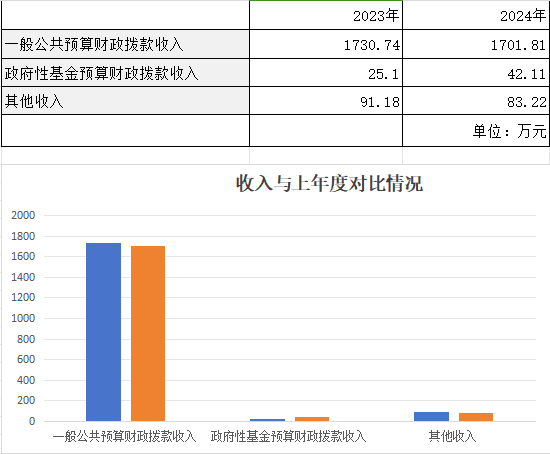 2023年 2024年
一般公共预算财政拨款收入 1730.74 1701.81
政府性基金预算财政拨款收入 25.1 42.11
其他收入 91.18 83.22
单位：万元
收入与上年度对比情况
2000
1800
1600
1400
1200
1000
800
600
400
200
0
一般公共预算财政拨款收入 政府性基金预算财政拨款收入 其他收入